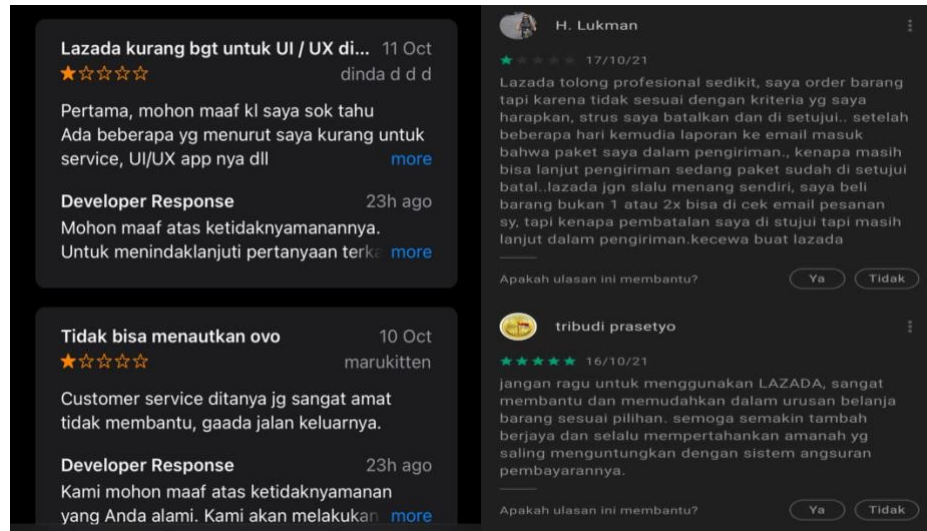 Lazada kurang bgt untuk UI / UX di... 11 Oct
dinda d d d
Pertama, mohon maaf kl saya sok tahu
Ada beberapa yg menurut saya kurang untuk
service, UI/UX app nya dll more
Developer Response 23h ago
Mohon maaf atas ketidaknyamanannya.
Untuk menindaklanjuti pertanyaan terka more
Tidak bisa menautkan ovo 10 Oct
marukitten
Customer service ditanya jg sangat amat
tidak membantu, gaada jalan keluarnya.
Developer Response 23h ago
Kami mohon maaf atas ketidaknyamanan
yang Anda alami. Kami akan melakukan more
H. Lukman
17/10/21
Lazada tolong profesional sedikit, saya order barang
tapi karena tidak sesuai dengan kriteria yg saya
harapkan, strus saya batalkan dan di setujui.. setelah
beberapa hari kemudia laporan ke email masuk
bahwa paket saya dalam pengiriman., kenapa masih
bisa lanjut pengiriman sedang paket sudah di setujui
batal..lazada jgn slalu menang sendiri, saya beli
barang bukan 1 atau 2x bisa di cek email pesanan
sy, tapi kenapa pembatalan saya di stujui tapi masih
lanjut dalam pengiriman.kecewa buat lazada
Apakah ulasan ini membantu? Ya Tidak
tribudi prasetyo
16/10/21
jangan ragu untuk menggunakan LAZADA, sangat
membantu dan memudahkan dalam urusan belanja
barang sesuai pilihan. semoga semakin tambah
berjaya dan selalu mempertahankan amanah yg
saling menguntungkan dengan sistem angsuran
pembayarannya.
Apakah ulasan ini membantu? Ya Tidak